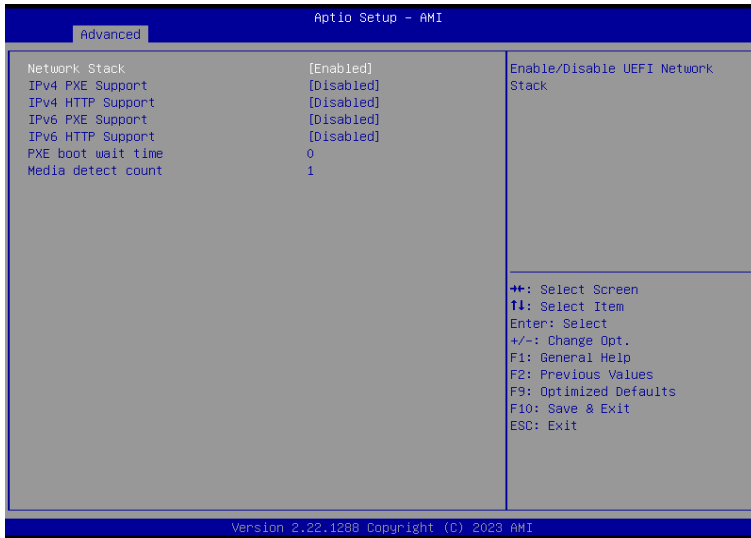 Aptio Setup – AMI
Advanced
Network Stack [Enabled]
IPv4 PXE Support [Disabled]
IPv4 HTTP Support [Disabled]
IPv6 PXE Support [Disabled]
IPv6 HTTP Support [Disabled]
PXE boot wait time 0
Media detect count 1
Enable/Disable UEFI Network
Stack
→←: Select Screen
↑↓: Select Item
Enter: Select
+/-: Change Opt.
F1: General Help
F2: Previous Values
F9: Optimized Defaults
F10: Save & Exit
ESC: Exit
Version 2.22.1288 Copyright (C) 2023 AMI